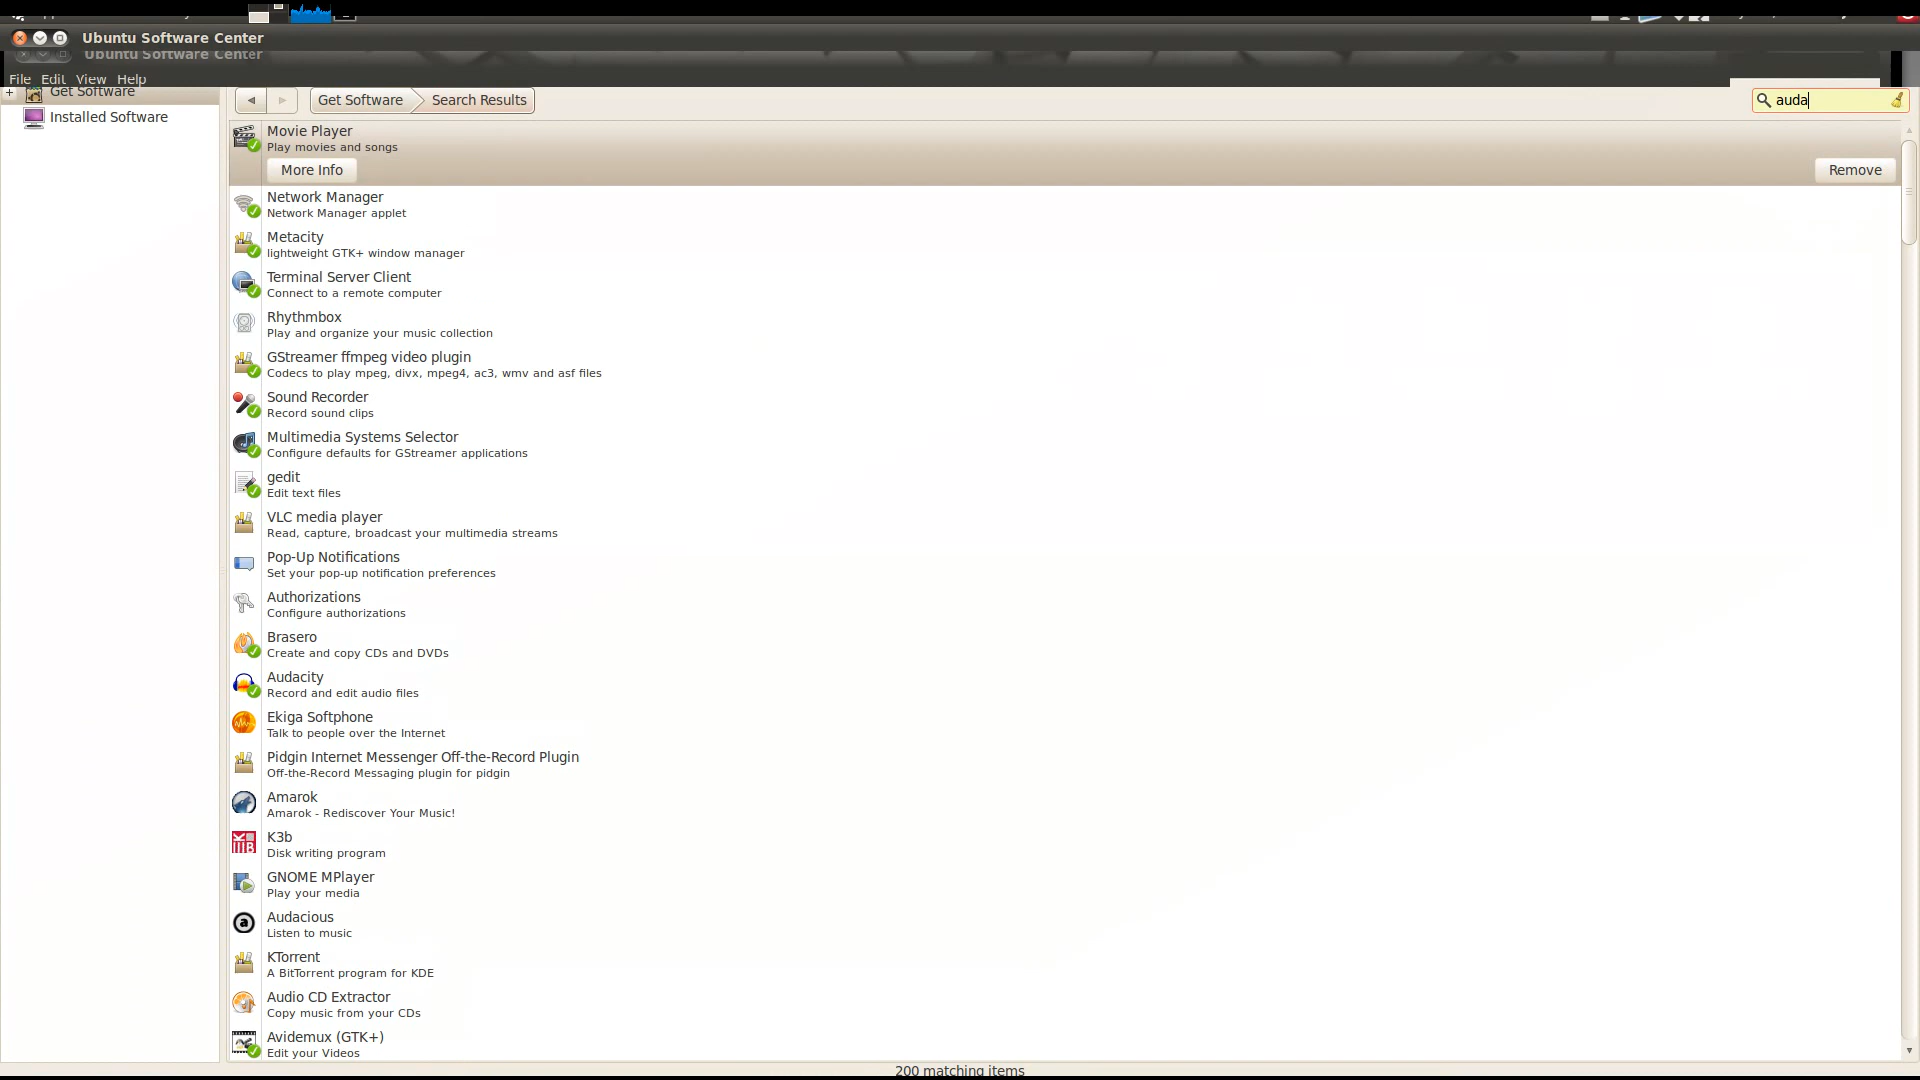 Ubuntu Software Center
Ubuntu Software Center
File Edit View Help
Get Software
Installed Software
Get Software
Search Results
auda
Movie Player
Play movies and songs
More Info
Remove
Network Manager
Network Manager applet
Metacity
lightweight GTK+ window manager
Terminal Server Client
Connect to a remote computer
Rhythmbox
Play and organize your music collection
GStreamer ffmpeg video plugin
Codecs to play mpeg, divx, mpeg4, ac3, wmv and asf files
Sound Recorder
Record sound clips
Multimedia Systems Selector
Configure defaults for GStreamer applications
gedit
Edit text files
VLC media player
Read, capture, broadcast your multimedia streams
Pop-Up Notifications
Set your pop-up notification preferences
Authorizations
Configure authorizations
Brasero
Create and copy CDs and DVDs
Audacity
Record and edit audio files
Ekiga Softphone
Talk to people over the Internet
Pidgin Internet Messenger Off-the-Record Plugin
Off-the-Record Messaging plugin for pidgin
Amarok
Amarok - Rediscover Your Music!
K3b
Disk writing program
GNOME MPlayer
Play your media
Audacious
Listen to music
KTorrent
A BitTorrent program for KDE
Audio CD Extractor
Copy music from your CDs
Avidemux (GTK+)
Edit your Videos
200 matching items